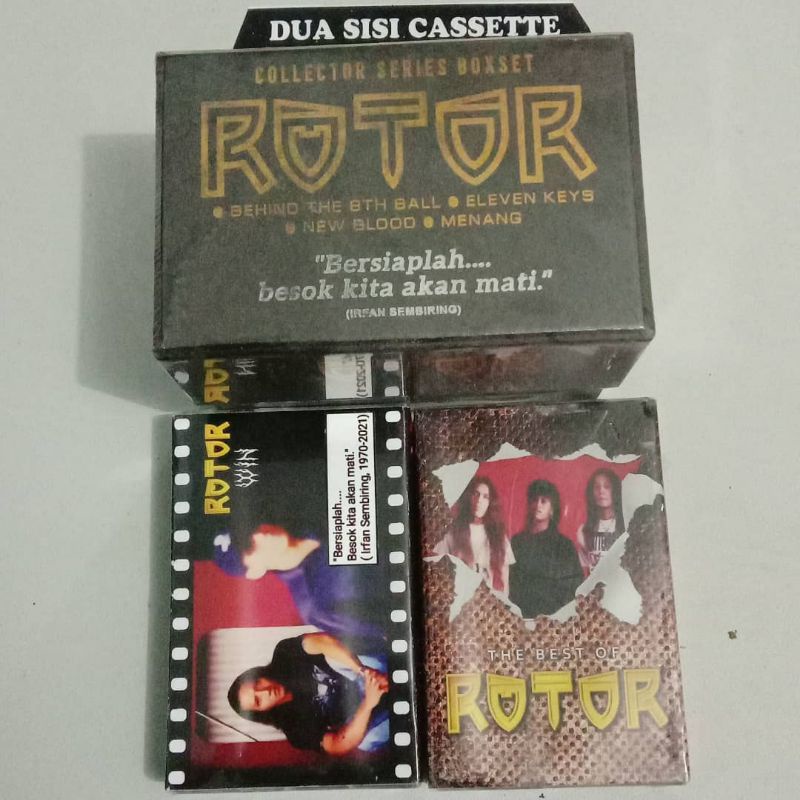 DUA SISI CASSETTE
COLLECTOR SERIES BOXSET
ROTOR
• BEHIND THE 8TH BALL • ELEVEN KEYS
• NEW BLOOD • MENANG
"Bersiaplah....
besok kita akan mati."
(IRFAN SEMBIRING)
ROTOR
WIN
"Bersiaplah....
Besok kita akan mati."
( Irfan Sembiring, 1970-2021)
THE BEST OF
ROTOR